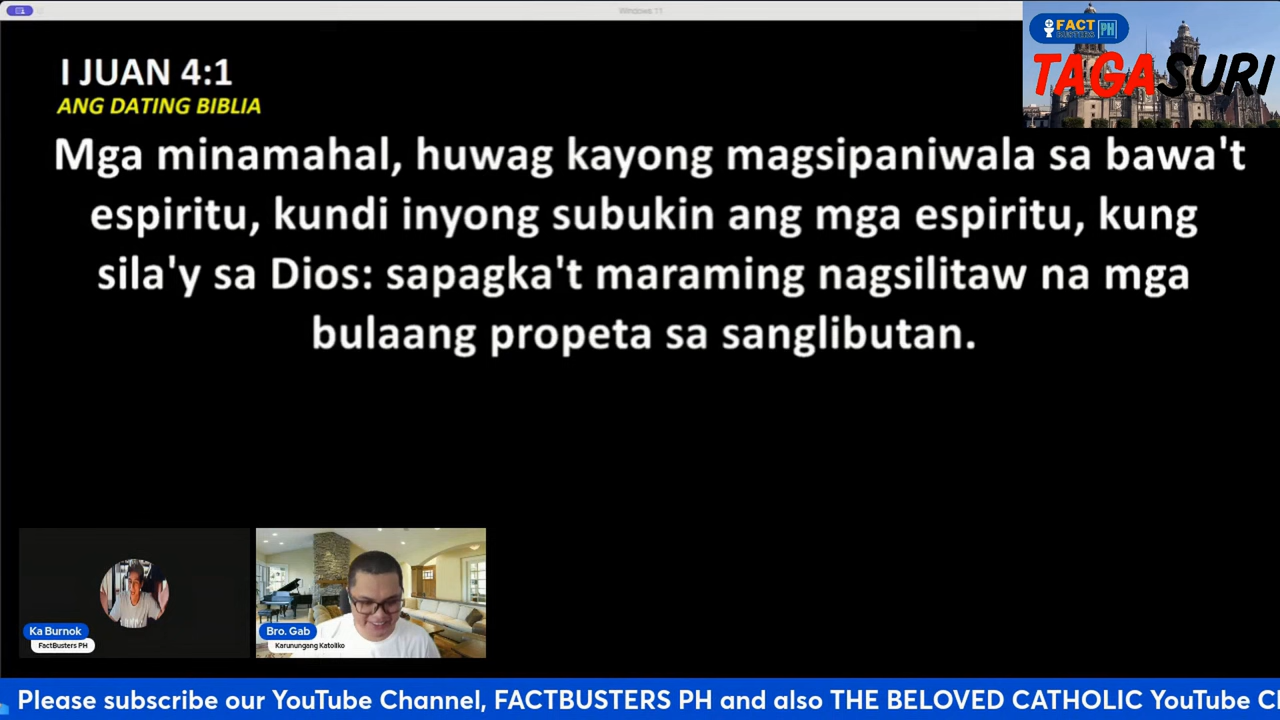 Windows 11
FACT
BUSTERS
PH
TAGASURI
I JUAN 4:1
ANG DATING BIBLIA
Mga minamahal, huwag kayong magsipaniwala sa bawa't
espiritu, kundi inyong subukin ang mga espiritu, kung
sila'y sa Dios: sapagka't maraming nagsilitaw na mga
bulaang propeta sa sanglibutan.
Ka Burnok
FactBusters PH
Bro. Gab
Karunungang Katoliko
Please subscribe our YouTube Channel, FACTBUSTERS PH and also THE BELOVED CATHOLIC YouTube C